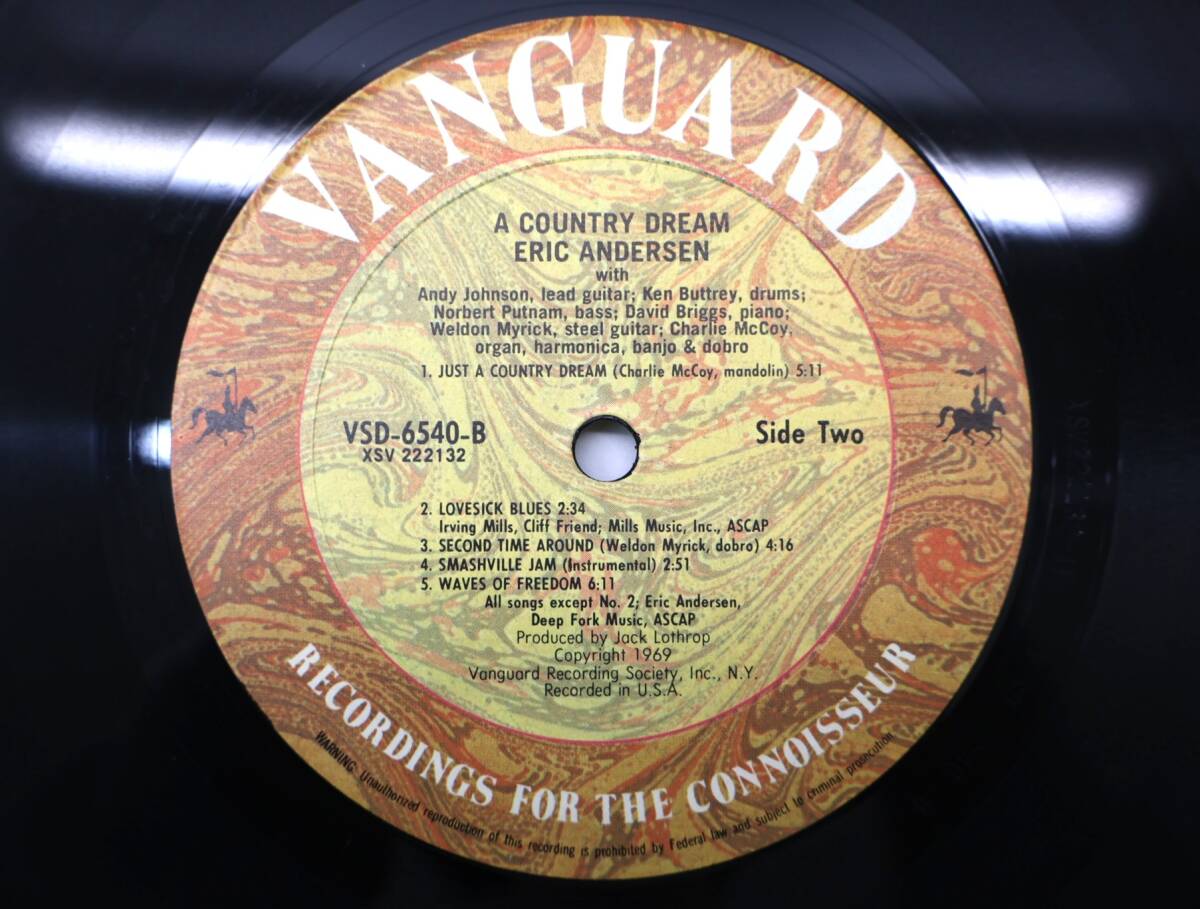 VANGUARD
A COUNTRY DREAM
ERIC ANDERSEN
with
Andy Johnson, lead guitar; Ken Buttrey, drums;
Norbert Putnam, bass; David Briggs, piano;
Weldon Myrick, steel guitar; Charlie McCoy,
organ, harmonica, banjo & dobro
1. JUST A COUNTRY DREAM (Charlie McCoy, mandolin) 5:11
VSD-6540-B Side Two
XSV 222132
2. LOVESICK BLUES 2:34
Irving Mills, Cliff Friend; Mills Music, Inc., ASCAP
3. SECOND TIME AROUND (Weldon Myrick, dobro) 4:16
4. SMASHVILLE JAM (Instrumental) 2:51
5. WAVES OF FREEDOM 6:11
All songs except No. 2; Eric Andersen,
Deep Fork Music, ASCAP
Produced by Jack Lothrop
Copyright 1969
Vanguard Recording Society, Inc., N.Y.
Recorded in U.S.A.
RECORDINGS FOR THE CONNOISSEUR
WARNING: Unauthorized reproduction of this recording is prohibited by Federal law and subject to criminal prosecution.